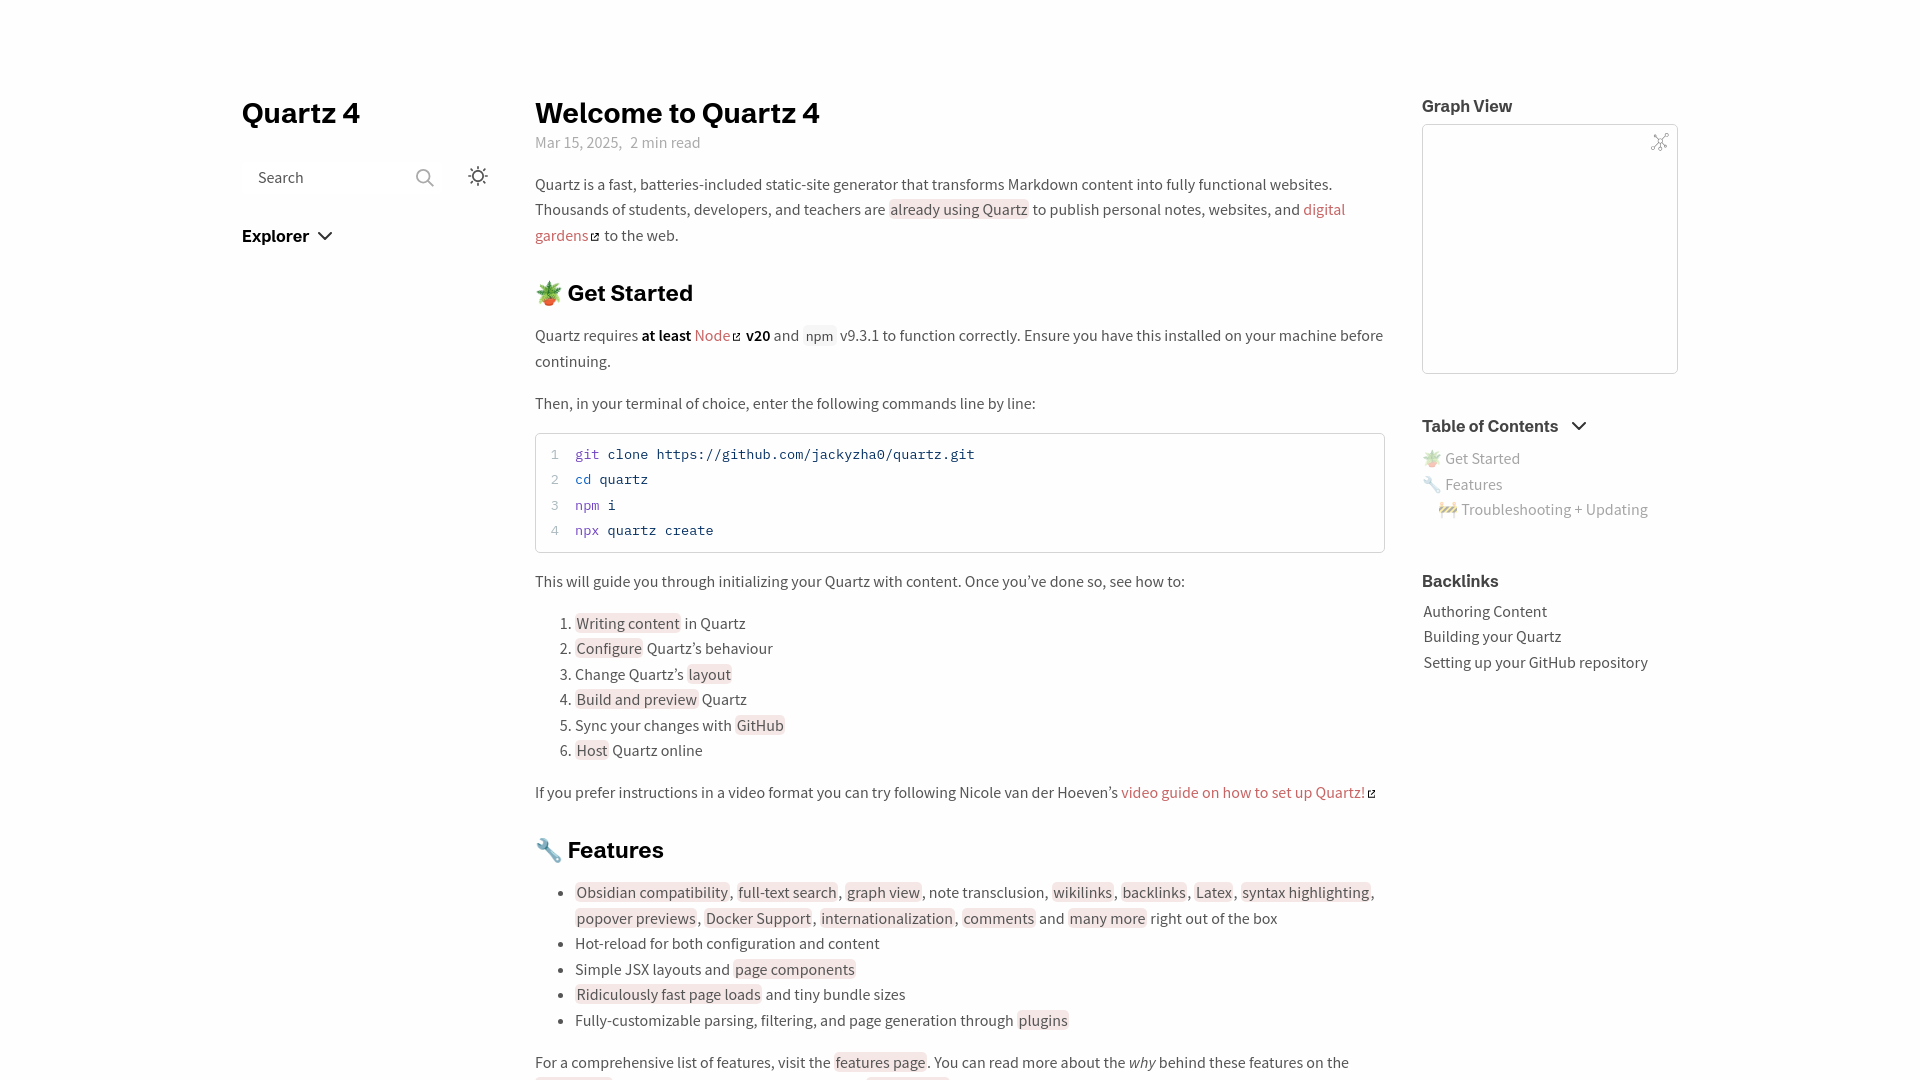 Quartz 4
Search
Explorer
Welcome to Quartz 4
Mar 15, 2025, 2 min read
Quartz is a fast, batteries-included static-site generator that transforms Markdown content into fully functional websites.
Thousands of students, developers, and teachers are already using Quartz to publish personal notes, websites, and digital
gardens to the web.
🪴 Get Started
Quartz requires at least Node v20 and npm v9.3.1 to function correctly. Ensure you have this installed on your machine before
continuing.
Then, in your terminal of choice, enter the following commands line by line:
1 git clone https://github.com/jackyzha0/quartz.git
2 cd quartz
3 npm i
4 npx quartz create
This will guide you through initializing your Quartz with content. Once you’ve done so, see how to:
1. Writing content in Quartz
2. Configure Quartz’s behaviour
3. Change Quartz’s layout
4. Build and preview Quartz
5. Sync your changes with GitHub
6. Host Quartz online
If you prefer instructions in a video format you can try following Nicole van der Hoeven’s video guide on how to set up Quartz!
🔧 Features
• Obsidian compatibility, full-text search, graph view, note transclusion, wikilinks, backlinks, Latex, syntax highlighting,
popover previews, Docker Support, internationalization, comments and many more right out of the box
• Hot-reload for both configuration and content
• Simple JSX layouts and page components
• Ridiculously fast page loads and tiny bundle sizes
• Fully-customizable parsing, filtering, and page generation through plugins
For a comprehensive list of features, visit the features page. You can read more about the why behind these features on the
Graph View
Table of Contents
🪴 Get Started
🔧 Features
🚧 Troubleshooting + Updating
Backlinks
Authoring Content
Building your Quartz
Setting up your GitHub repository